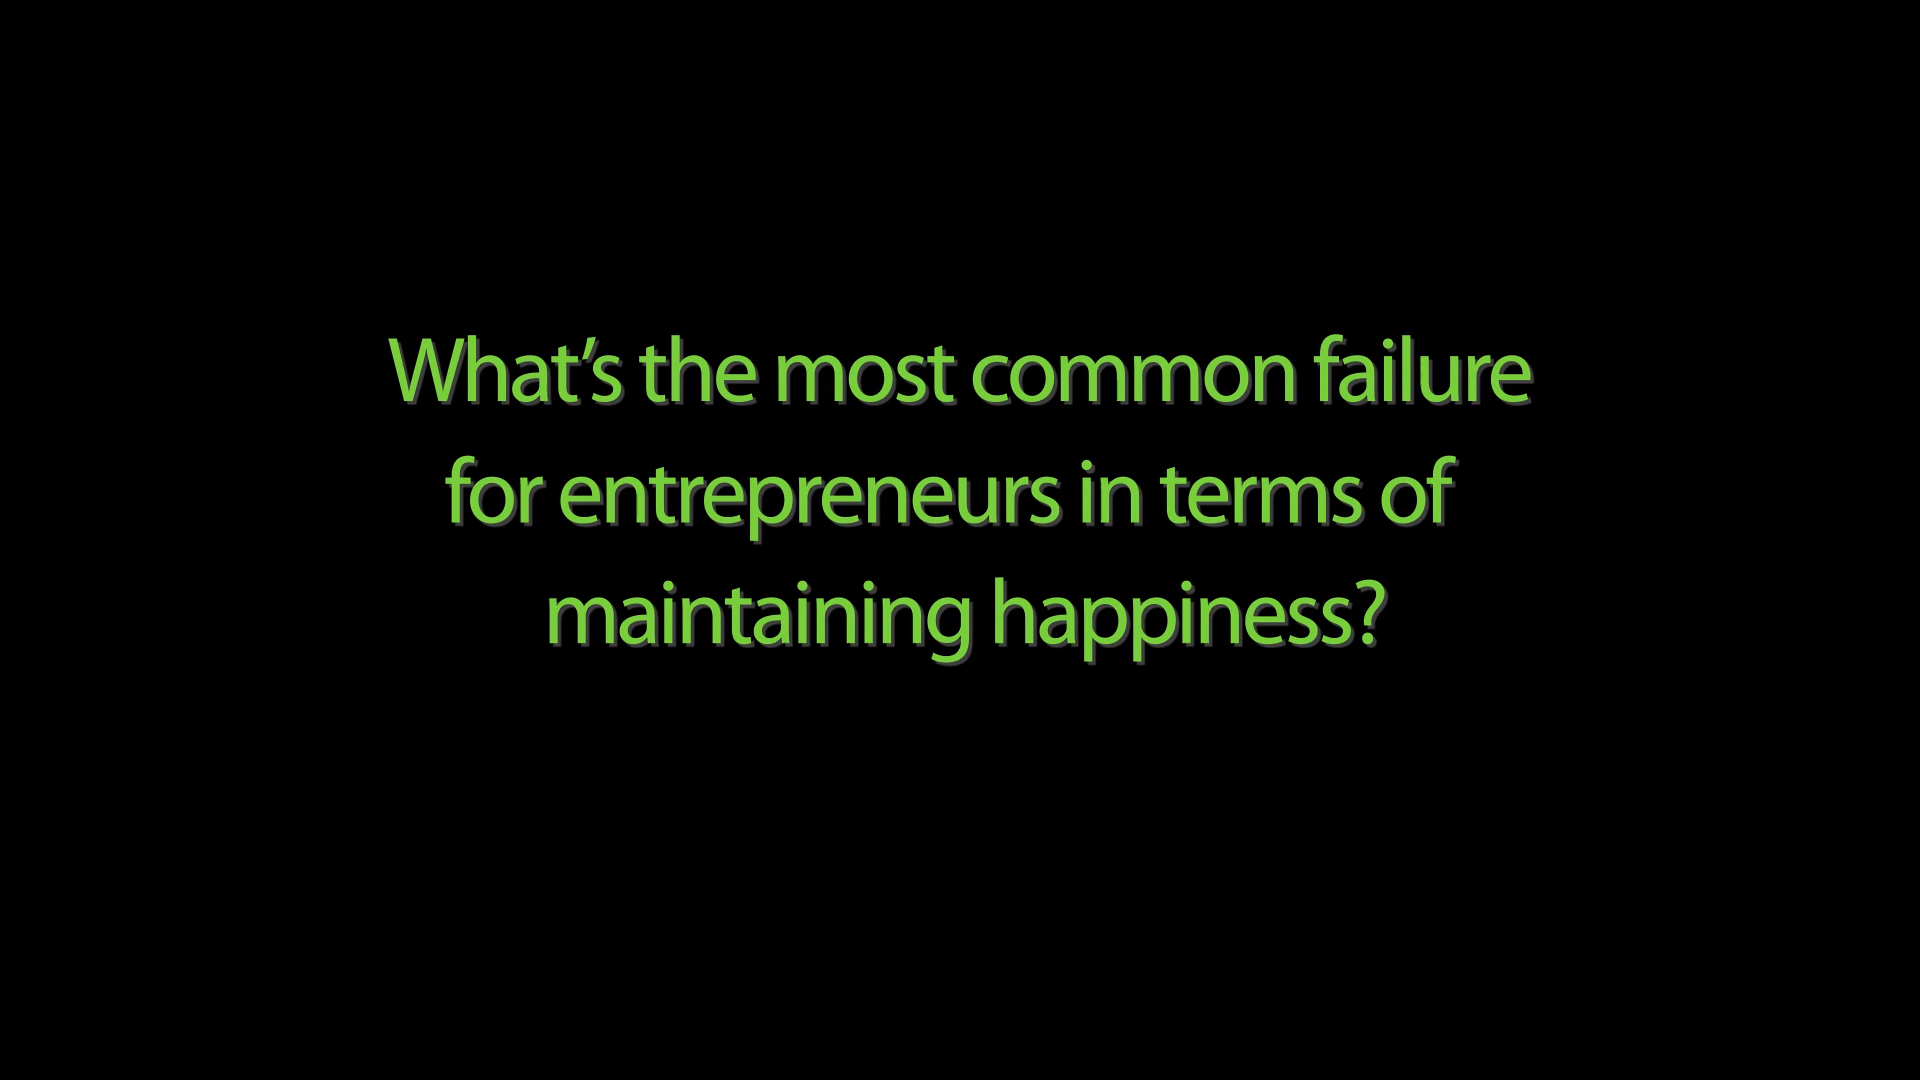 What’s the most common failure
for entrepreneurs in terms of
maintaining happiness?